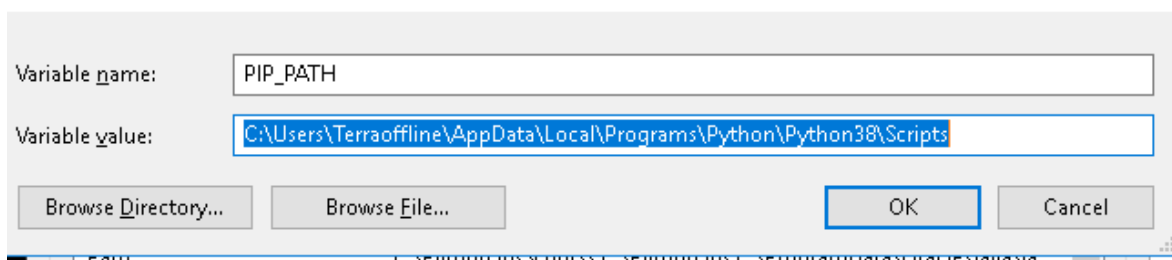 Variable name:
PIP_PATH
Variable value:
C:\Users\Terraoffline\AppData\Local\Programs\Python\Python38\Scripts
Browse Directory...
Browse File...
OK
Cancel